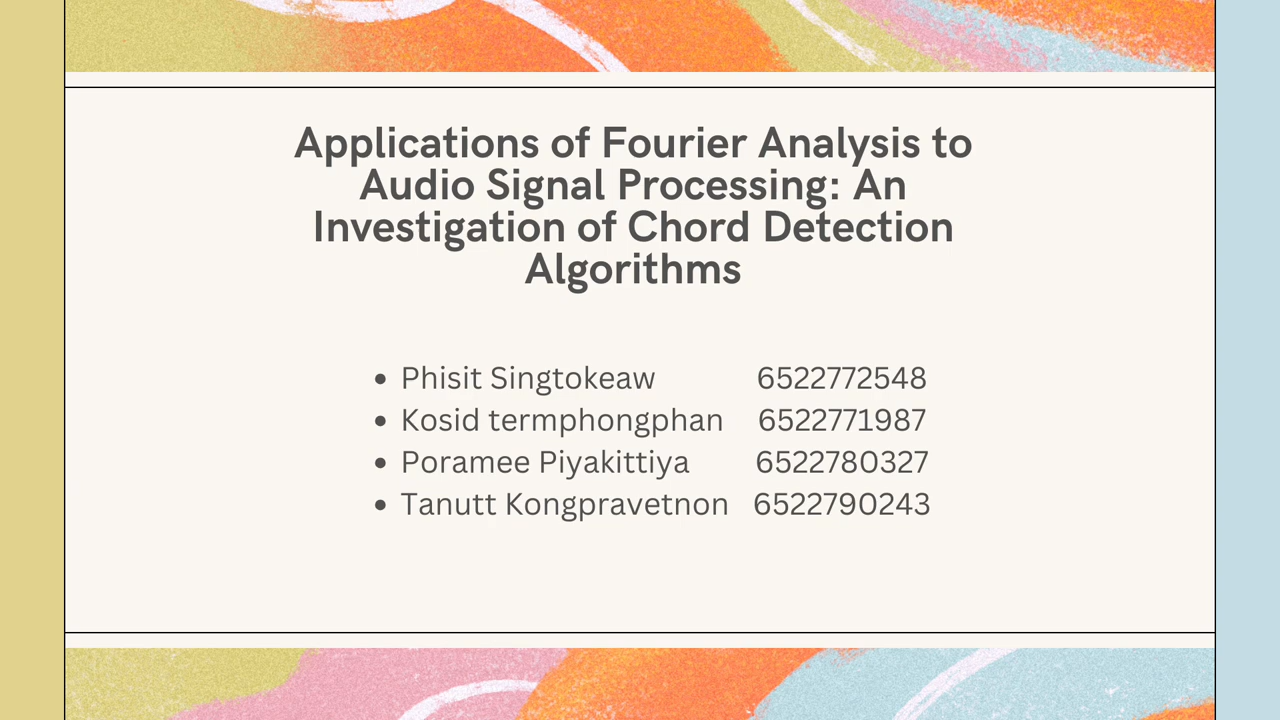 Applications of Fourier Analysis to
Audio Signal Processing: An
Investigation of Chord Detection
Algorithms
• Phisit Singtokeaw 6522772548
• Kosid termphongphan 6522771987
• Poramee Piyakittiya 6522780327
• Tanutt Kongpravetnon 6522790243